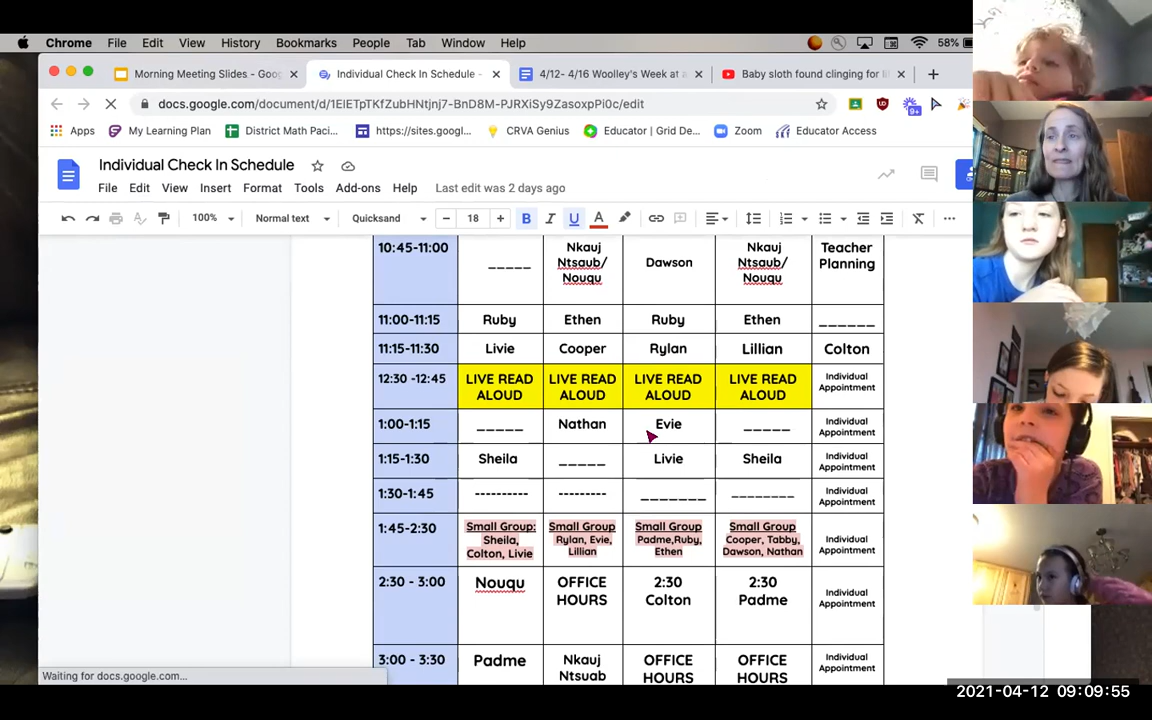 Chrome File Edit View History Bookmarks People Tab Window Help 58%
Morning Meeting Slides - Goog Individual Check In Schedule - 4/12- 4/16 Woolley's Week at a Baby sloth found clinging for li
docs.google.com/document/d/1EIETpTKfZubHNtjnj7-BnD8M-PJRXiSy9ZasoxpPi0c/edit
9+
Apps My Learning Plan District Math Paci... https://sites.googl... CRVA Genius Educator | Grid De... Zoom Educator Access
Individual Check In Schedule
File Edit View Insert Format Tools Add-ons Help Last edit was 2 days ago
100% Normal text Quicksand - 18 + B I U A
10:45-11:00 _____ Nkauj Dawson Nkauj Teacher
Ntsaub/ Ntsaub/ Planning
Nouqu Nouqu
11:00-11:15 Ruby Ethen Ruby Ethen ______
11:15-11:30 Livie Cooper Rylan Lillian Colton
12:30 -12:45 LIVE READ LIVE READ LIVE READ LIVE READ Individual
ALOUD ALOUD ALOUD ALOUD Appointment
1:00-1:15 _____ Nathan Evie _____ Individual
Appointment
1:15-1:30 Sheila _____ Livie Sheila Individual
Appointment
1:30-1:45 ---------- --------- _______ ________ Individual
Appointment
1:45-2:30 Small Group: Small Group Small Group Small Group
Sheila, Rylan, Evie, Padme,Ruby, Cooper, Tabby, Individual
Colton, Livie Lillian Ethen Dawson, Nathan Appointment
2:30 - 3:00 Nouqu OFFICE 2:30 2:30 Individual
HOURS Colton Padme Appointment
3:00 - 3:30 Padme Nkauj OFFICE OFFICE Individual
Ntsuab HOURS HOURS Appointment
Waiting for docs.google.com...
2021-04-12 09:09:55